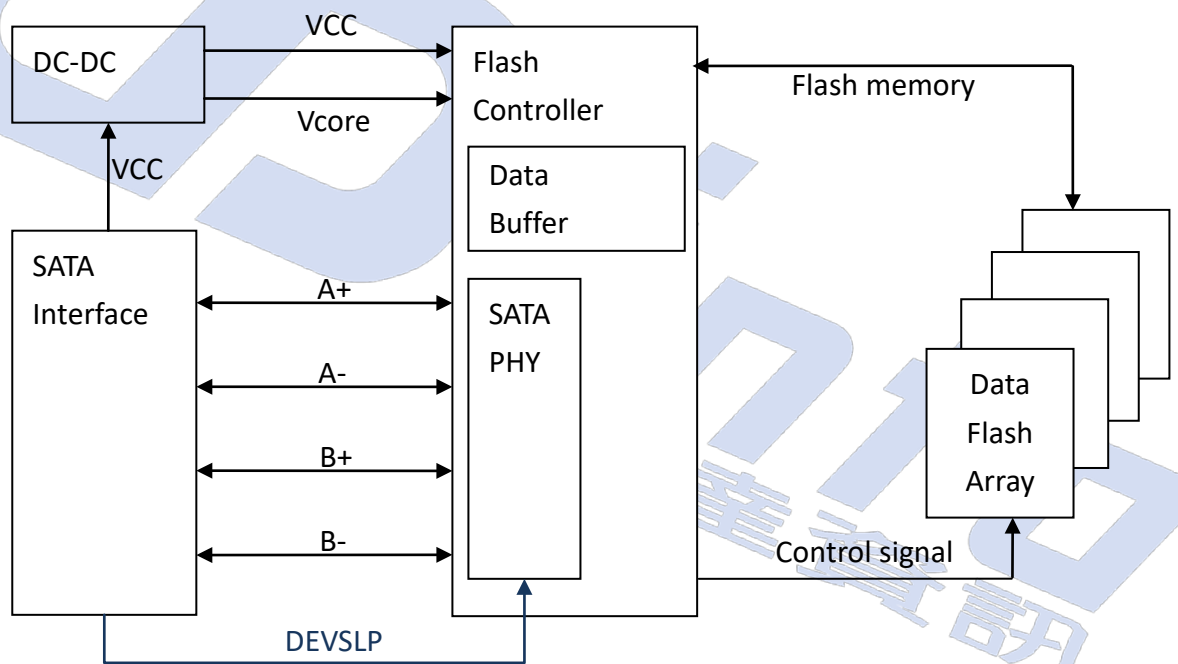 VCC
DC-DC
Flash
Controller
Flash memory
Vcore
VCC
Data
Buffer
SATA
Interface
A+
SATA
PHY
A-
Data
Flash
Array
B+
B-
Control signal
DEVSLP